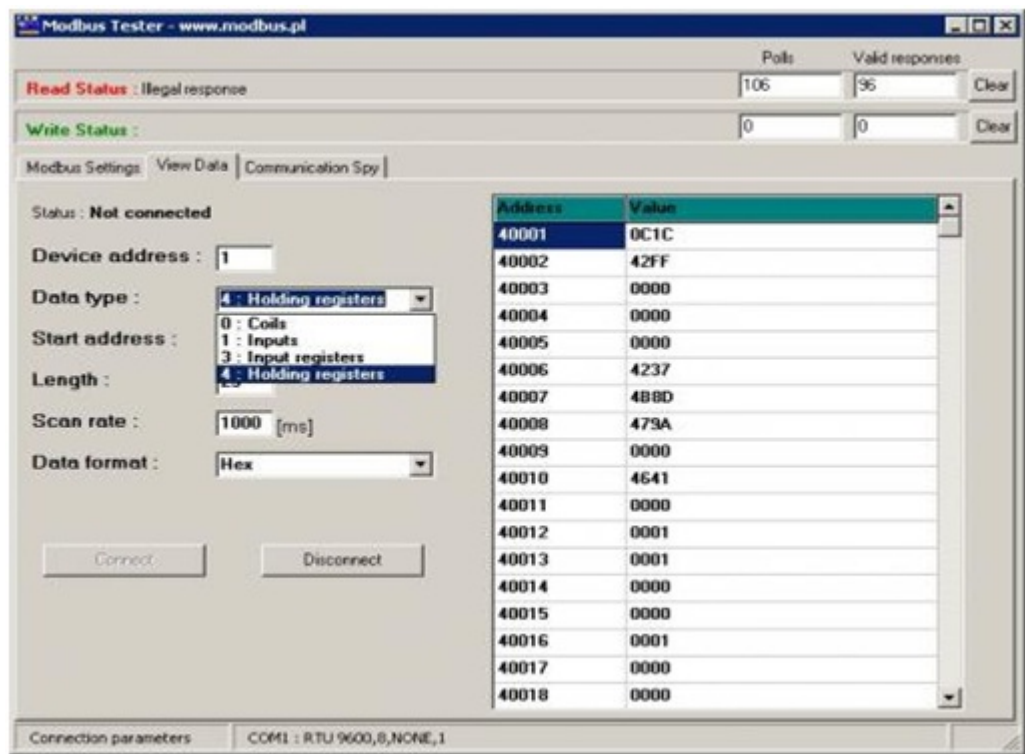 Modbus Tester - www.modbus.pl
Polls Valid responses
Read Status : Illegal response 106 96 Clear
Write Status : 0 0 Clear
Modbus Settings View Data Communication Spy
Status : Not connected
Device address : 1
Data type : 4 : Holding registers
0 : Coils
1 : Inputs
3 : Input registers
4 : Holding registers
Start address :
Length :
Scan rate : 1000 [ms]
Data format : Hex
Connect Disconnect
Address Value
40001 0C1C
40002 42FF
40003 0000
40004 0000
40005 0000
40006 4237
40007 4B8D
40008 479A
40009 0000
40010 4641
40011 0000
40012 0001
40013 0001
40014 0000
40015 0000
40016 0001
40017 0000
40018 0000
Connection parameters COM1 : RTU 9600,8,NONE,1